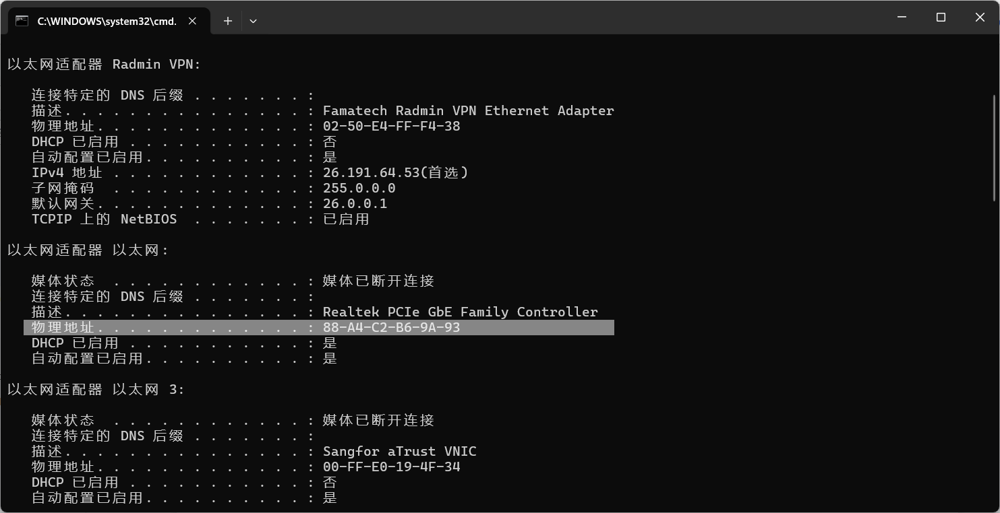 C:\WINDOWS\system32\cmd.
以太网适配器 Radmin VPN:
连接特定的 DNS 后缀 . . . . . . . :
描述. . . . . . . . . . . . . . . : Famatech Radmin VPN Ethernet Adapter
物理地址. . . . . . . . . . . . . : 02-50-E4-FF-F4-38
DHCP 已启用 . . . . . . . . . . . : 否
自动配置已启用. . . . . . . . . . : 是
IPv4 地址 . . . . . . . . . . . . : 26.191.64.53(首选)
子网掩码  . . . . . . . . . . . . : 255.0.0.0
默认网关. . . . . . . . . . . . . : 26.0.0.1
TCPIP 上的 NetBIOS  . . . . . . . : 已启用
以太网适配器 以太网:
媒体状态  . . . . . . . . . . . . : 媒体已断开连接
连接特定的 DNS 后缀 . . . . . . . :
描述. . . . . . . . . . . . . . . : Realtek PCIe GbE Family Controller
物理地址. . . . . . . . . . . . . : 88-A4-C2-B6-9A-93
DHCP 已启用 . . . . . . . . . . . : 是
自动配置已启用. . . . . . . . . . : 是
以太网适配器 以太网 3:
媒体状态  . . . . . . . . . . . . : 媒体已断开连接
连接特定的 DNS 后缀 . . . . . . . :
描述. . . . . . . . . . . . . . . : Sangfor aTrust VNIC
物理地址. . . . . . . . . . . . . : 00-FF-E0-19-4F-34
DHCP 已启用 . . . . . . . . . . . : 否
自动配置已启用. . . . . . . . . . : 是